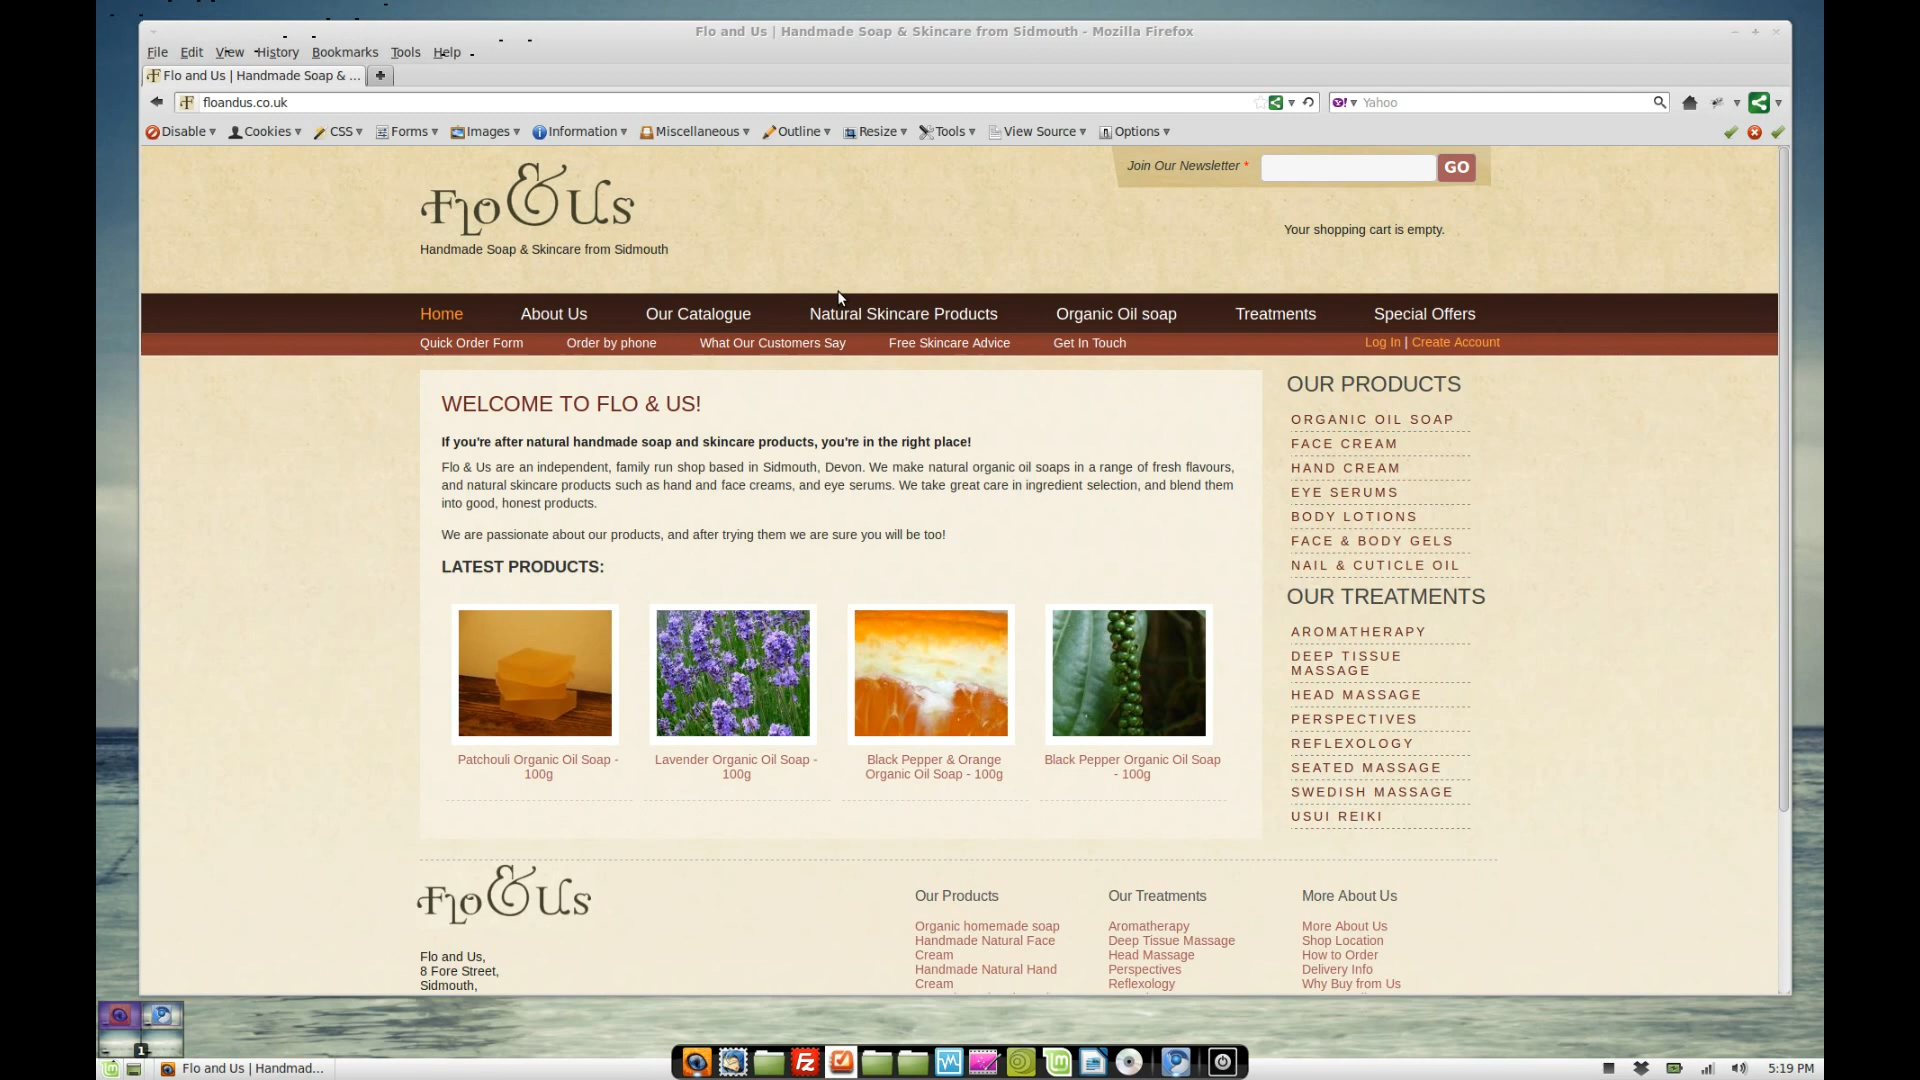 Flo and Us | Handmade Soap & Skincare from Sidmouth - Mozilla Firefox
File Edit View History Bookmarks Tools Help
Flo and Us | Handmade Soap & ...
floandus.co.uk
Yahoo
Disable Cookies CSS Forms Images Information Miscellaneous Outline Resize Tools View Source Options
Join Our Newsletter * GO
Flo & Us
Handmade Soap & Skincare from Sidmouth
Your shopping cart is empty.
Home About Us Our Catalogue Natural Skincare Products Organic Oil soap Treatments Special Offers
Quick Order Form Order by phone What Our Customers Say Free Skincare Advice Get In Touch Log In | Create Account
WELCOME TO FLO & US!
If you're after natural handmade soap and skincare products, you're in the right place!
Flo & Us are an independent, family run shop based in Sidmouth, Devon. We make natural organic oil soaps in a range of fresh flavours,
and natural skincare products such as hand and face creams, and eye serums. We take great care in ingredient selection, and blend them
into good, honest products.
We are passionate about our products, and after trying them we are sure you will be too!
LATEST PRODUCTS:
Patchouli Organic Oil Soap -
100g
Lavender Organic Oil Soap -
100g
Black Pepper & Orange
Organic Oil Soap - 100g
Black Pepper Organic Oil Soap
- 100g
OUR PRODUCTS
ORGANIC OIL SOAP
FACE CREAM
HAND CREAM
EYE SERUMS
BODY LOTIONS
FACE & BODY GELS
NAIL & CUTICLE OIL
OUR TREATMENTS
AROMATHERAPY
DEEP TISSUE
MASSAGE
HEAD MASSAGE
PERSPECTIVES
REFLEXOLOGY
SEATED MASSAGE
SWEDISH MASSAGE
USUI REIKI
Flo & Us
Flo and Us,
8 Fore Street,
Sidmouth,
Our Products
Organic homemade soap
Handmade Natural Face
Cream
Handmade Natural Hand
Cream
Our Treatments
Aromatherapy
Deep Tissue Massage
Head Massage
Perspectives
Reflexology
More About Us
More About Us
Shop Location
How to Order
Delivery Info
Why Buy from Us
1
Flo and Us | Handmad...
5:19 PM